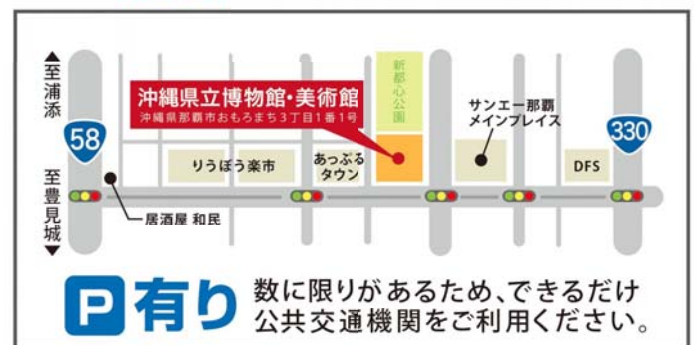 ▲至浦添
58
至豊見城▼
沖縄県立博物館・美術館
沖縄県那覇市おもろまち3丁目1番1号
新都心公園
サンエー那覇
メインプレイス
330
りうぼう楽市
あっぷる
タウン
DFS
居酒屋 和民
P有り
数に限りがあるため、できるだけ
公共交通機関をご利用ください。